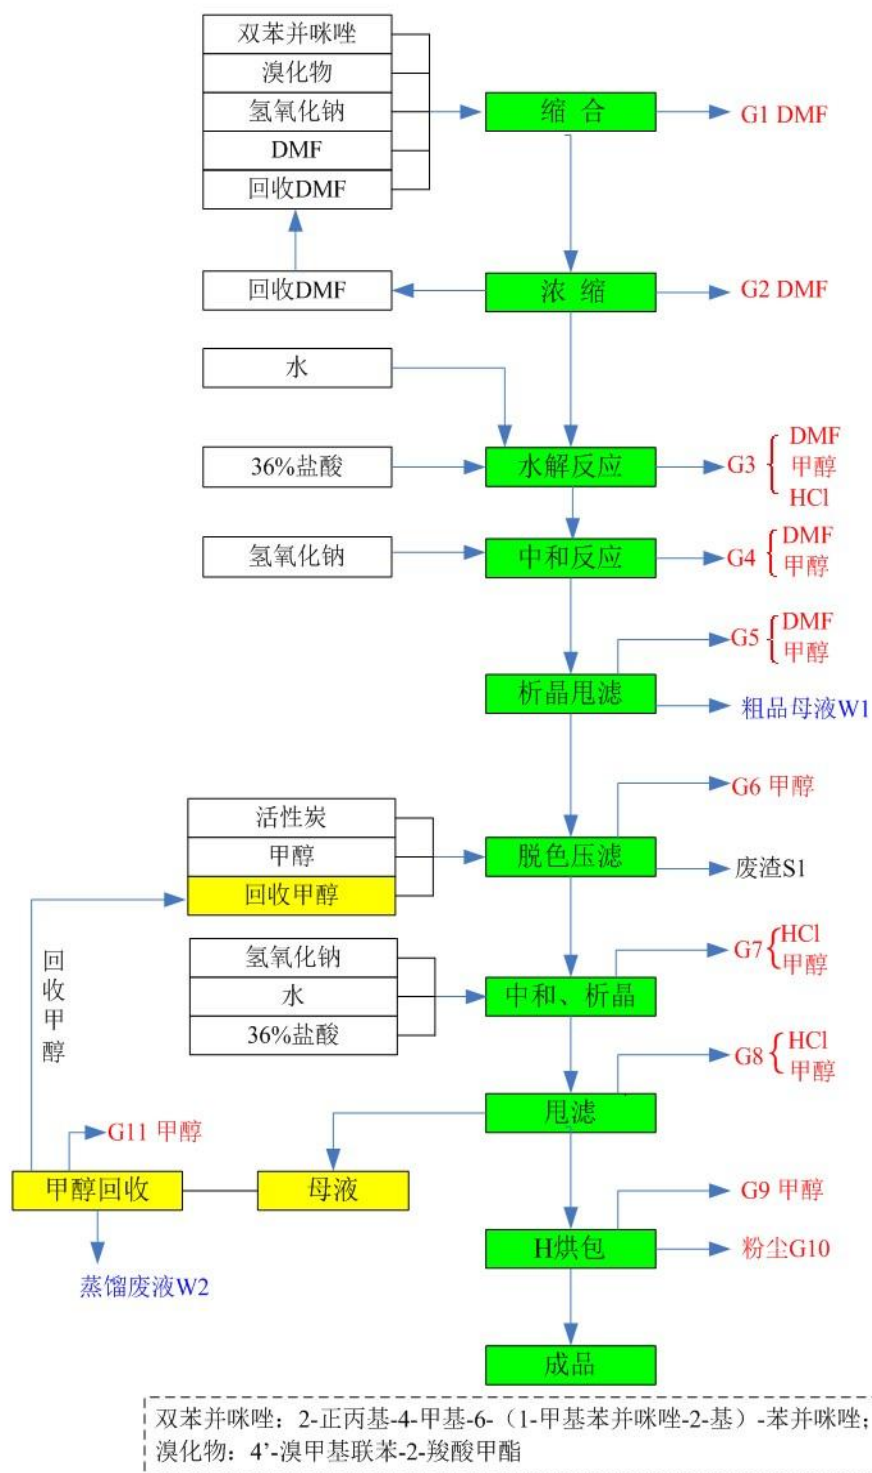 双苯并咪唑
溴化物
氢氧化钠
DMF
回收DMF
缩 合
G1 DMF
回收DMF
浓 缩
G2 DMF
水
36%盐酸
水解反应
G3
DMF
甲醇
HCl
氢氧化钠
中和反应
G4
DMF
甲醇
G5
DMF
甲醇
析晶甩滤
粗品母液W1
G6 甲醇
活性炭
甲醇
回收甲醇
脱色压滤
废渣S1
回收甲醇
G7
HCl
甲醇
氢氧化钠
水
36%盐酸
中和、析晶
G8
HCl
甲醇
甩滤
G11 甲醇
甲醇回收
母液
G9 甲醇
H烘包
粉尘G10
蒸馏废液W2
成品
双苯并咪唑：2-正丙基-4-甲基-6-（1-甲基苯并咪唑-2-基）-苯并咪唑；
溴化物：4’-溴甲基联苯-2-羧酸甲酯